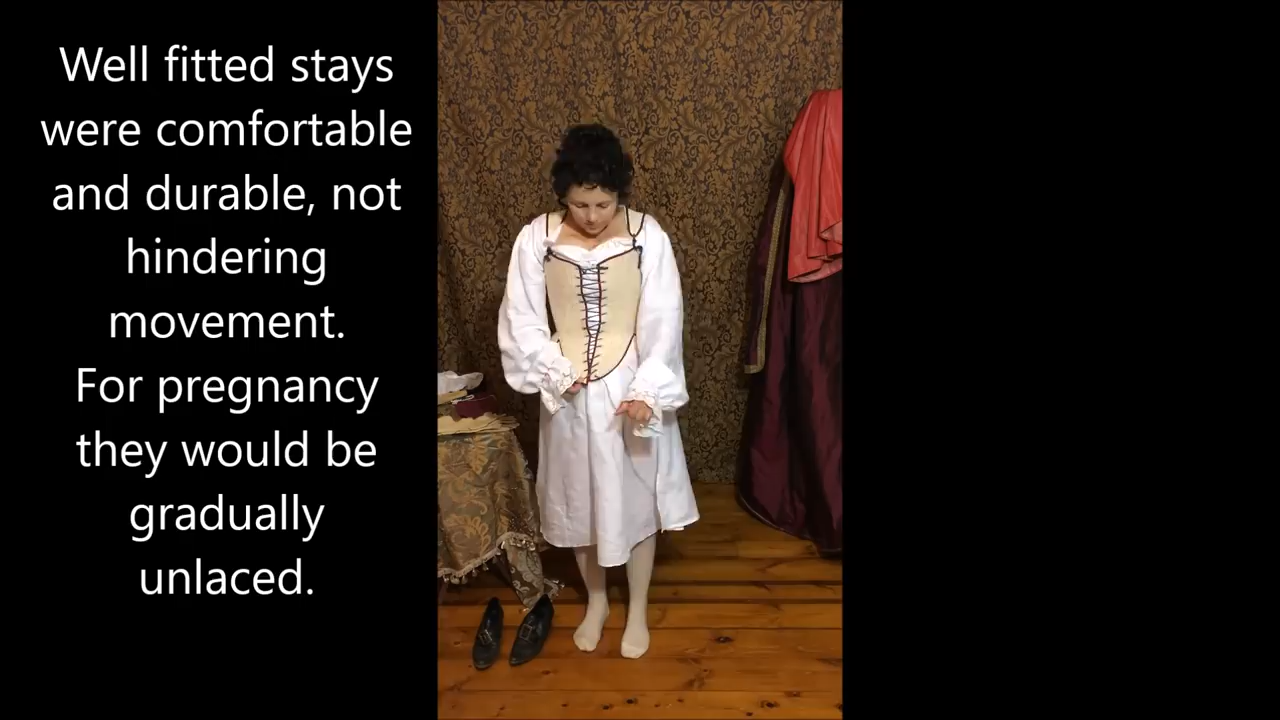 Well fitted stays
were comfortable
and durable, not
hindering
movement.
For pregnancy
they would be
gradually
unlaced.